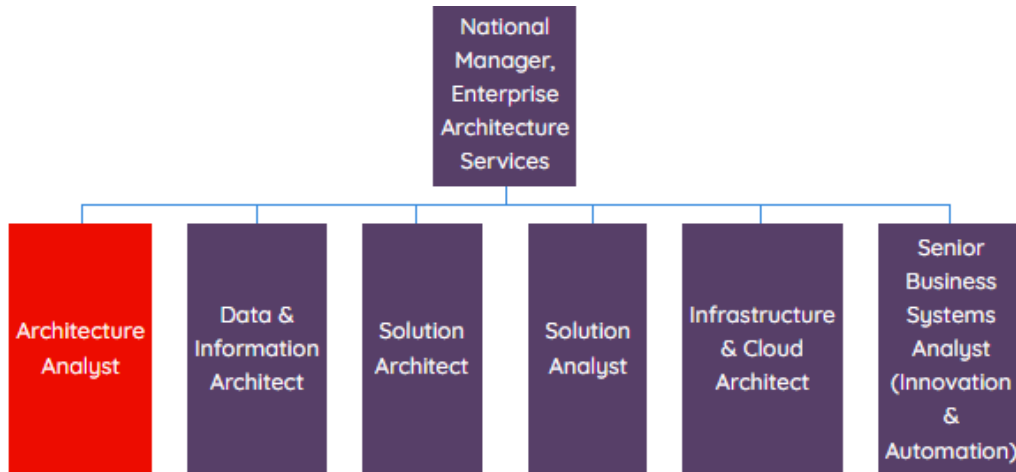 National
Manager,
Enterprise
Architecture
Services
Architecture
Analyst
Data &
Information
Architect
Solution
Architect
Solution
Analyst
Infrastructure
& Cloud
Architect
Senior
Business
Systems
Analyst
(Innovation
&
Automation)